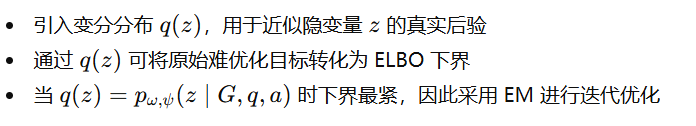 • 引入变分分布 q(z)，用于近似隐变量 z 的真实后验
• 通过 q(z) 可将原始难优化目标转化为 ELBO 下界
• 当 q(z) = p_{ω,ψ}(z | G, q, a) 时下界最紧，因此采用 EM 进行迭代优化